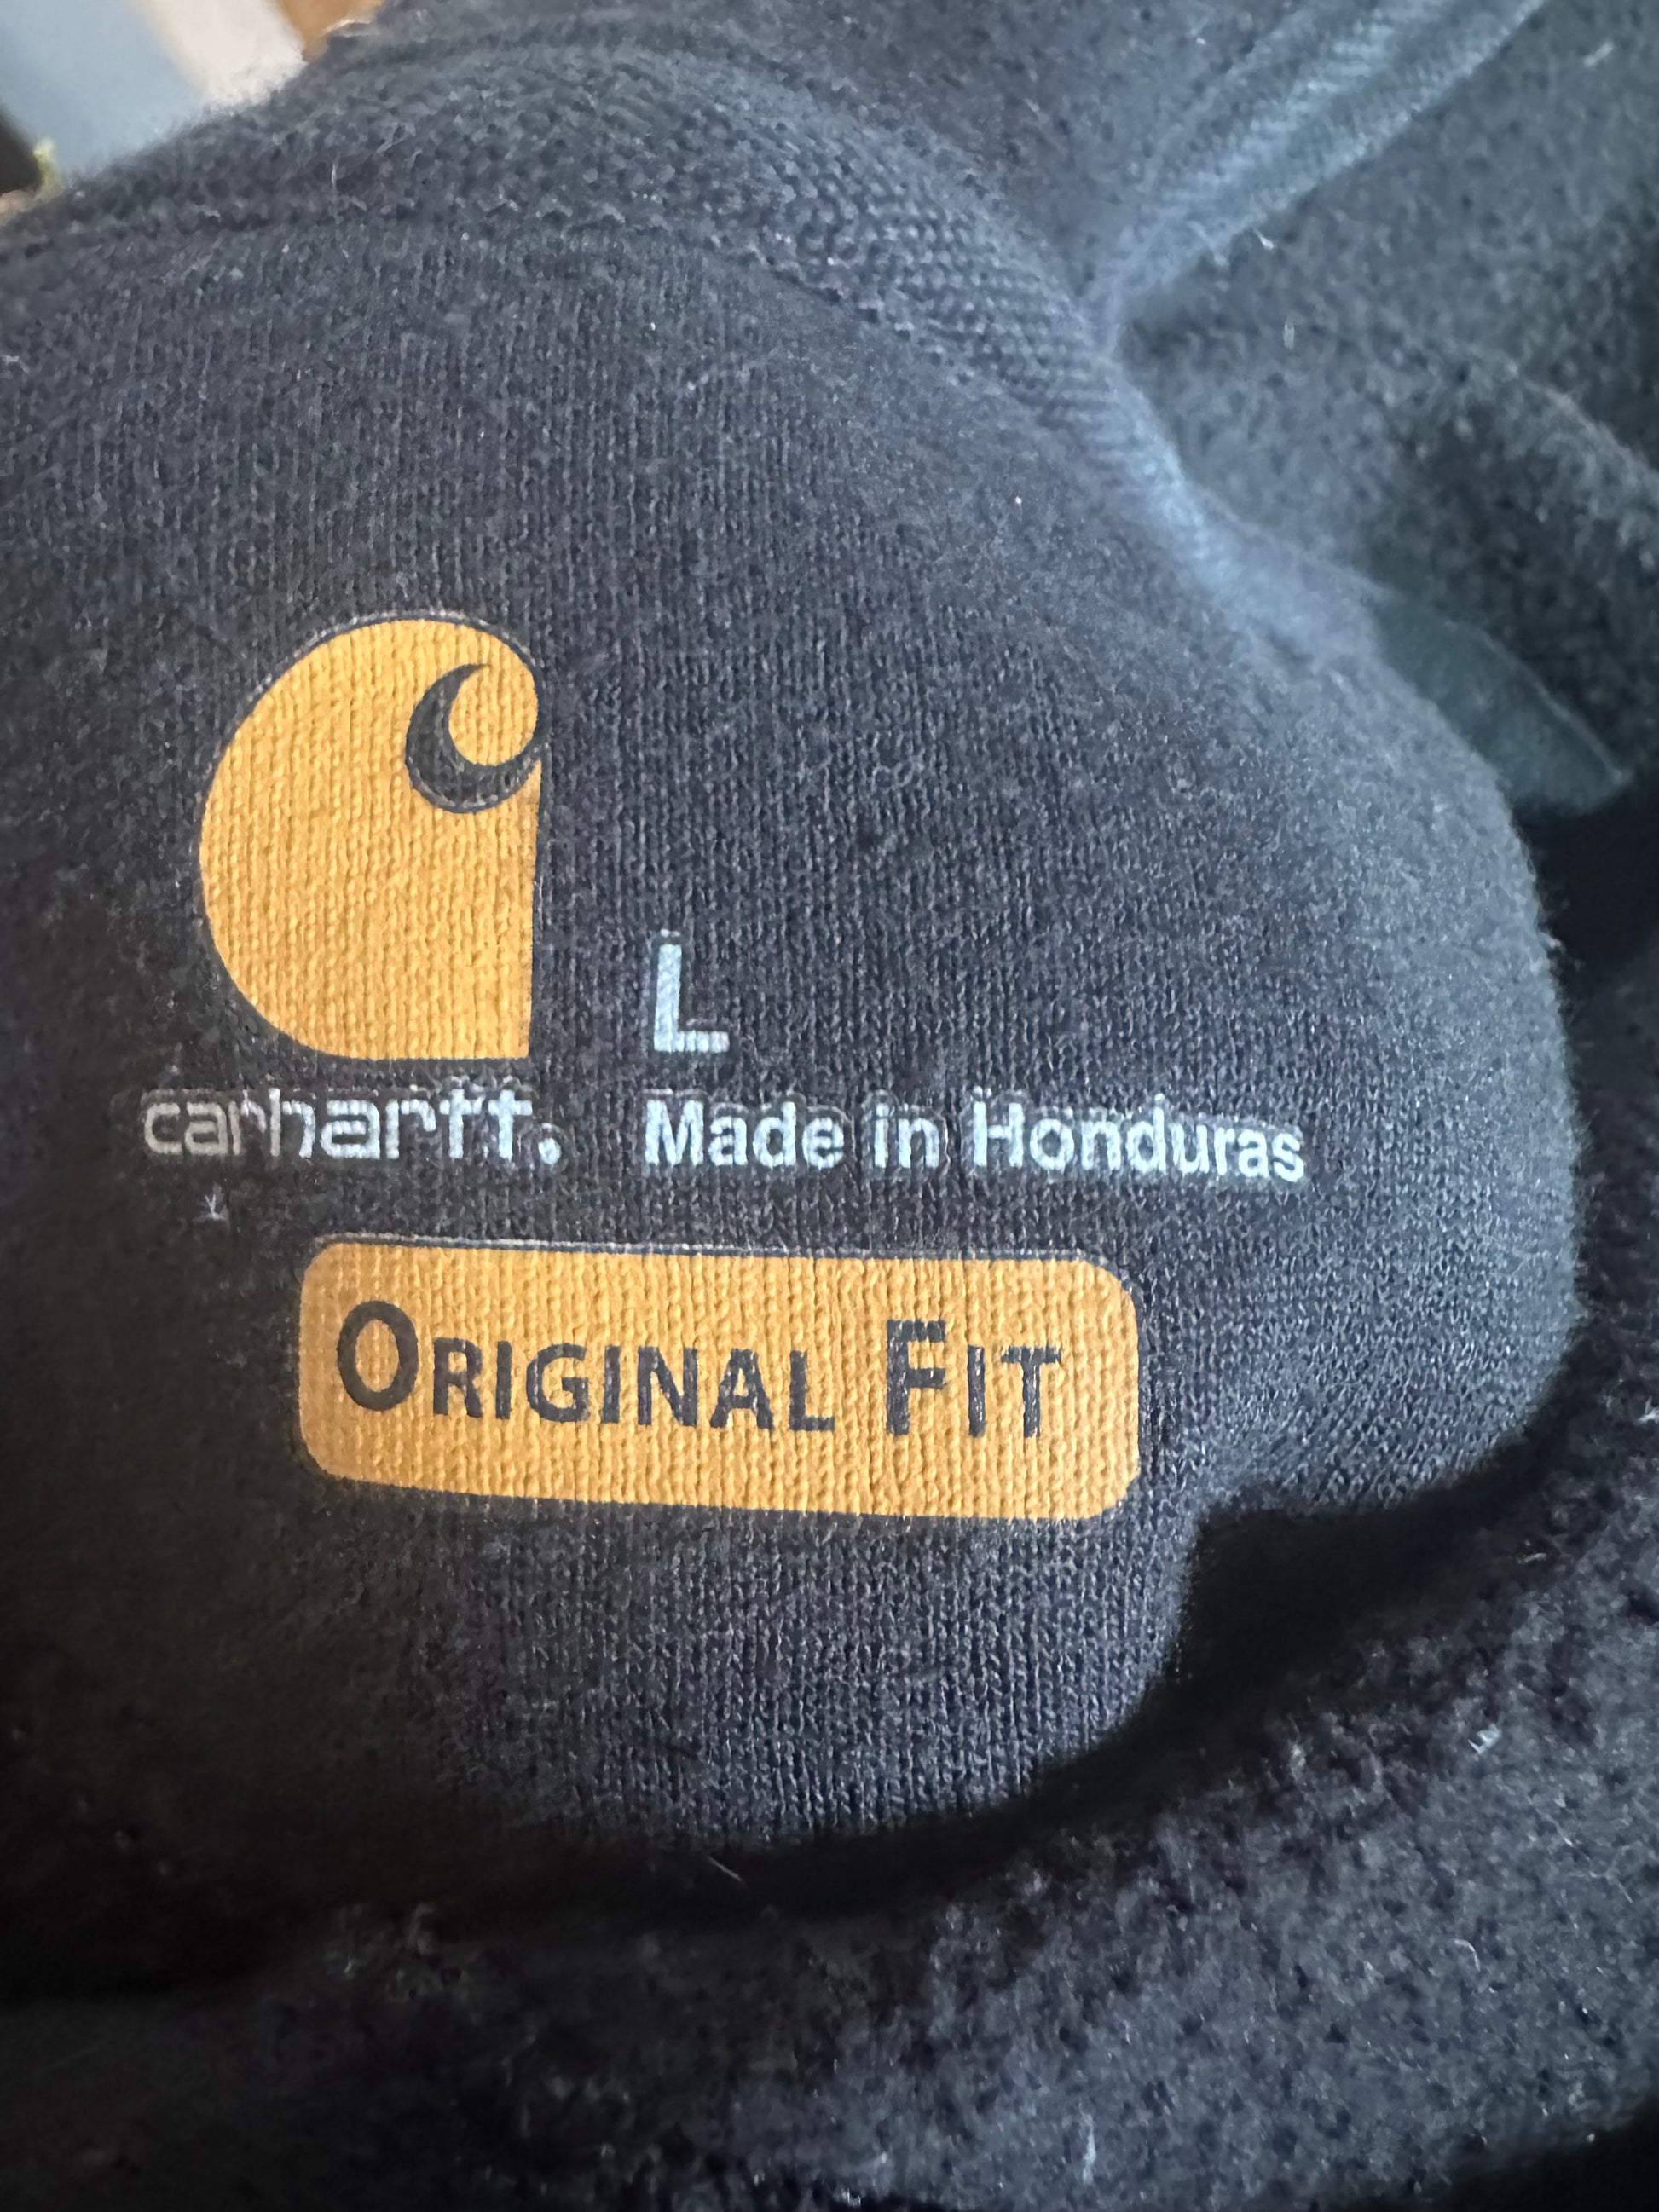 L
carhartt. Made in Honduras
ORIGINAL FIT